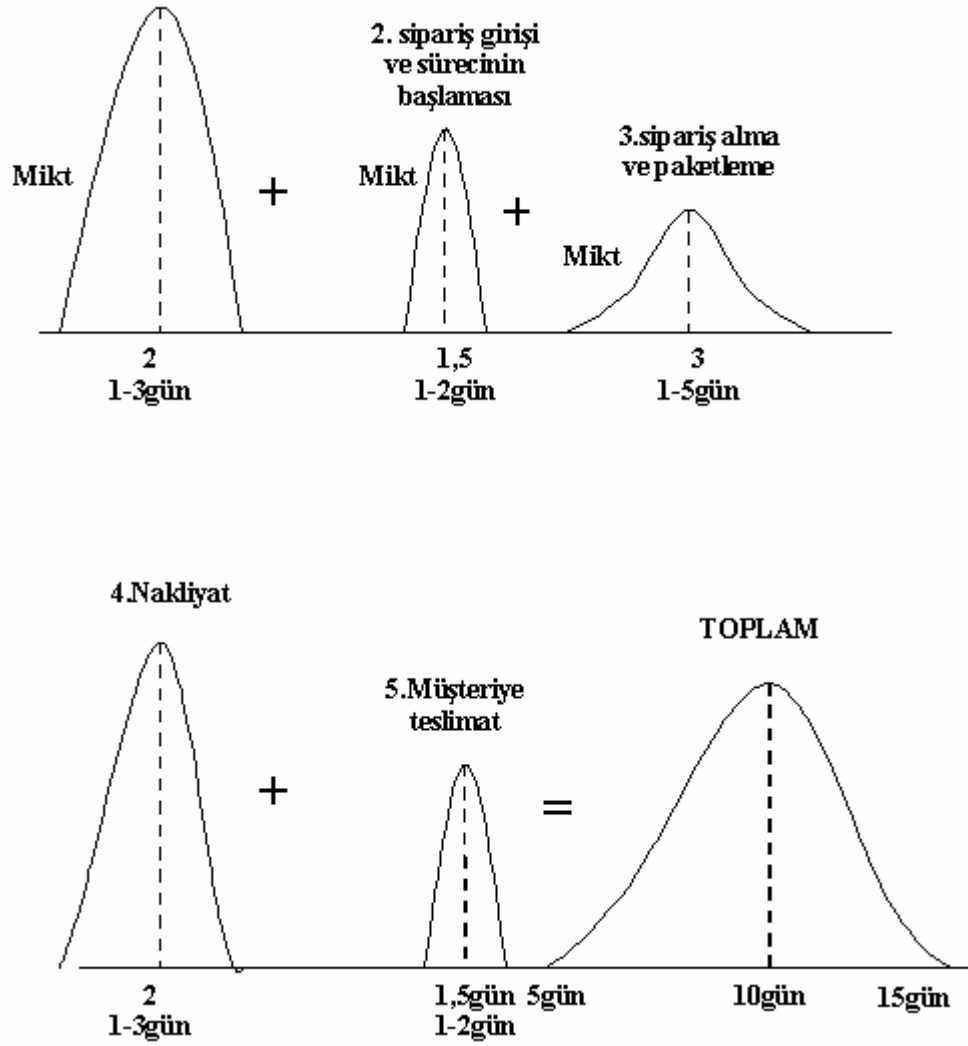 2. sipariş girişi
ve sürecinin
başlaması
3.sipariş alma
ve paketleme
Mikt
+
Mikt
+
Mikt
2
1-3gün
1,5
1-2gün
3
1-5gün
4.Nakliyat
TOPLAM
5.Müşteriye
teslimat
+
=
2
1-3gün
1,5gün
1-2gün
5gün
10gün
15gün